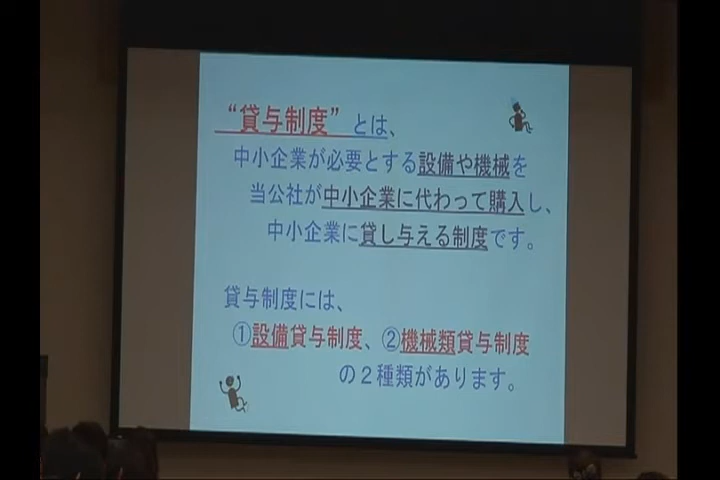 “貸与制度”とは、
中小企業が必要とする設備や機械を
当公社が中小企業に代わって購入し、
中小企業に貸し与える制度です。
貸与制度には、
①設備貸与制度、②機械類貸与制度
の２種類があります。